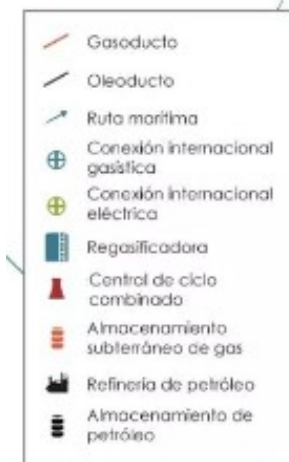 Gasoducto
Oleoducto
Ruta marítima
Conexión internacional
gasística
Conexión internacional
eléctrica
Regasificadora
Central de ciclo
combinado
Almacenamiento
subterráneo de gas
Refinería de petróleo
Almacenamiento de
petróleo